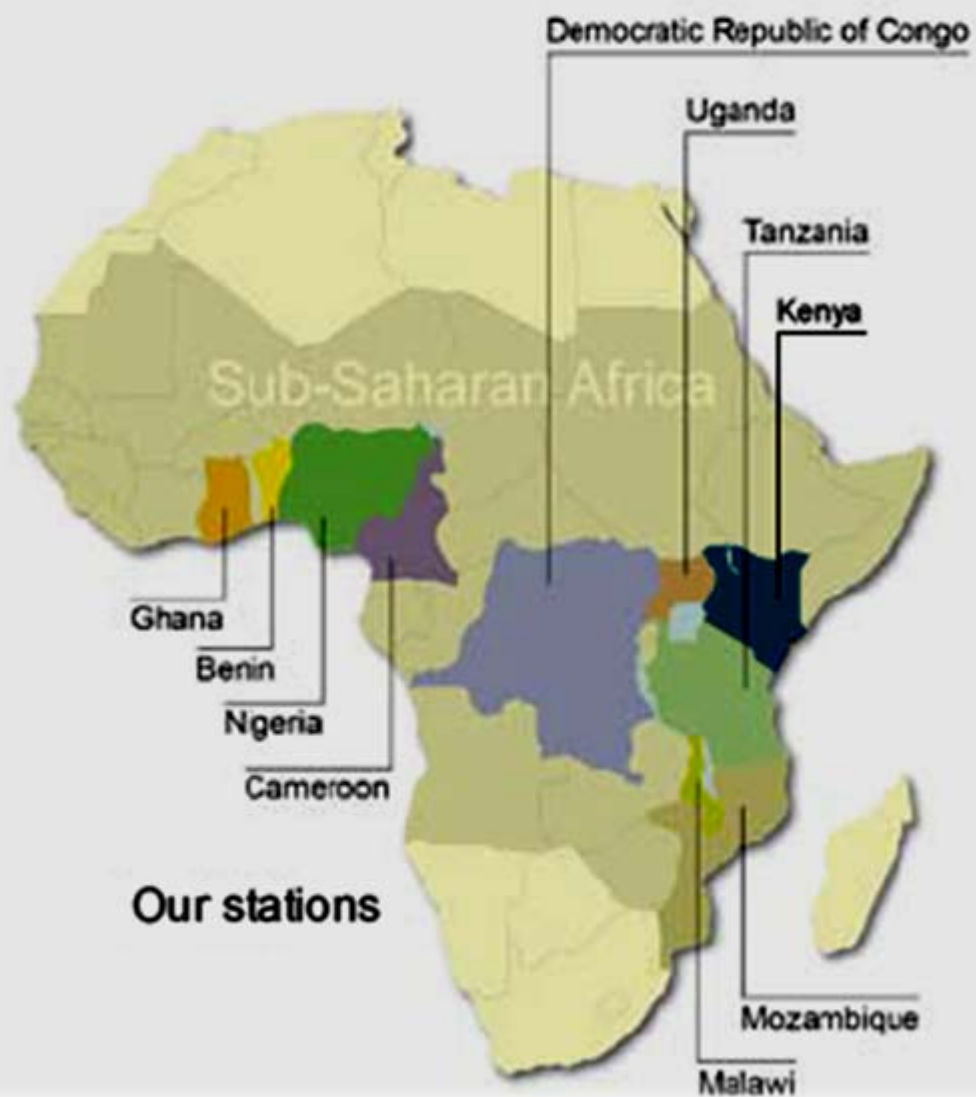 Democratic Republic of Congo
Uganda
Tanzania
Kenya
Sub-Saharan Africa
Ghana
Benin
Nigeria
Cameroon
Our stations
Mozambique
Malawi